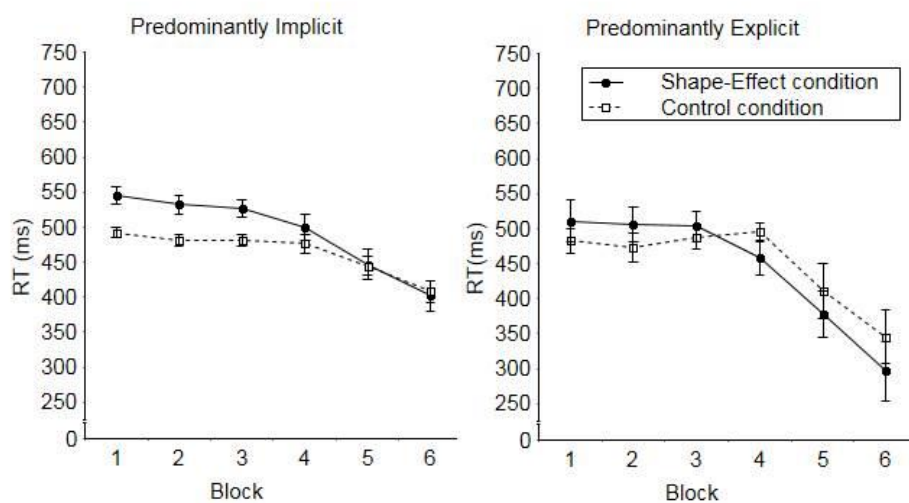 Predominantly Implicit
750
700
650
600
550
500
450
400
350
300
250
0
RT (ms)
1 2 3 4 5 6
Block
Predominantly Explicit
750
700
650
600
550
500
450
400
350
300
250
0
RT(ms)
Shape-Effect condition
Control condition
1 2 3 4 5 6
Block